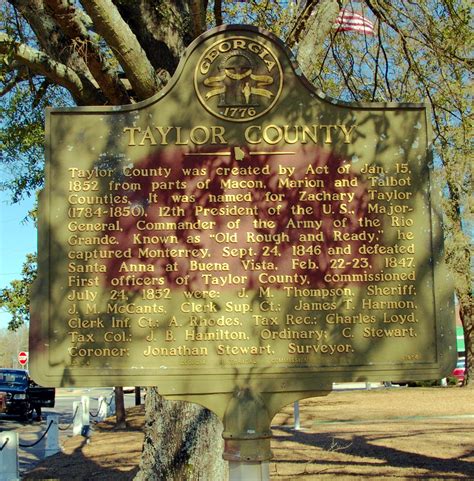 GEORGIA
1776
TAYLOR COUNTY
Taylor County was created by Act of Jan. 15,
1852 from parts of Macon, Marion and Talbot
Counties. It was named for Zachary Taylor
(1784-1850), 12th President of the U. S., Major-
General, Commander of the Army of the Rio
Grande. Known as "Old Rough and Ready," he
captured Monterrey, Sept. 24, 1846 and defeated
Santa Anna at Buena Vista, Feb. 22-23, 1847.
First officers of Taylor County, commissioned
July 24, 1852 were: J. M. Thompson, Sheriff;
J. M. McCants, Clerk Sup. Ct.; James T. Harmon,
Clerk Inf. Ct.; A. Rhodes, Tax Rec.; Charles Loyd,
Tax Col.; J. B. Hamilton, Ordinary; C. Stewart,
Coroner; Jonathan Stewart, Surveyor.